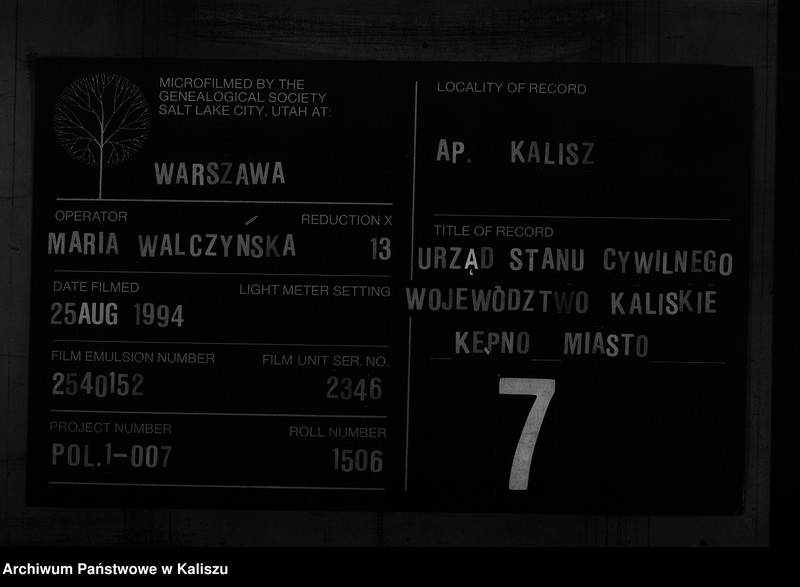 MICROFILMED BY THE
GENEALOGICAL SOCIETY
SALT LAKE CITY, UTAH AT:
WARSZAWA
OPERATOR REDUCTION X
MARIA WALCZYŃSKA 13
DATE FILMED LIGHT METER SETTING
25AUG 1994
FILM EMULSION NUMBER FILM UNIT SER. NO.
2540152 2346
PROJECT NUMBER ROLL NUMBER
POL.1-007 1506
LOCALITY OF RECORD
AP. KALISZ
TITLE OF RECORD
URZĄD STANU CYWILNEGO
WOJEWÒDZTWO KALISKIE
KĘPNO MIASTO
7
Archiwum Państwowe w Kaliszu